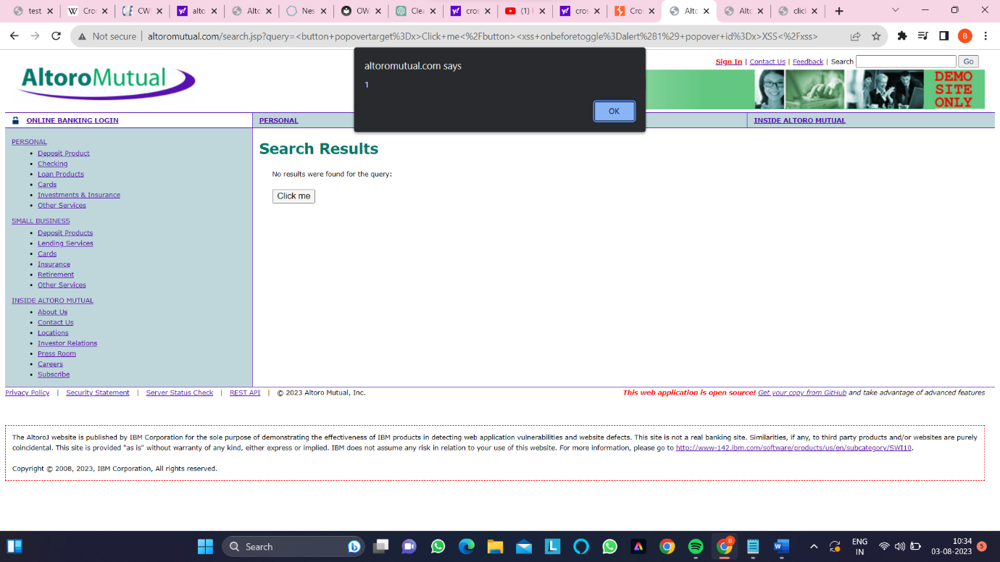 test
Cros
CW
alto
Altc
Nes
OW
Clea
cros
(1) I
cros
Cros
Altc
Altc
clicl
Not secure | altoromutual.com/search.jsp?query=<button+popovertarget%3Dx>Click+me<%2Fbutton><xss+onbeforetoggle%3Dalert%281%29+popover+id%3Dx>XSS<%2Fxss>
B
altoromutual.com says
1
OK
AltoroMutual
Sign In | Contact Us | Feedback | Search
Go
DEMO
SITE
ONLY
ONLINE BANKING LOGIN
PERSONAL
INSIDE ALTORO MUTUAL
PERSONAL
• Deposit Product
• Checking
• Loan Products
• Cards
• Investments & Insurance
• Other Services
SMALL BUSINESS
• Deposit Products
• Lending Services
• Cards
• Insurance
• Retirement
• Other Services
INSIDE ALTORO MUTUAL
• About Us
• Contact Us
• Locations
• Investor Relations
• Press Room
• Careers
• Subscribe
Search Results
No results were found for the query:
Click me
Privacy Policy | Security Statement | Server Status Check | REST API | © 2023 Altoro Mutual, Inc.
This web application is open source! Get your copy from GitHub and take advantage of advanced features
The AltoroJ website is published by IBM Corporation for the sole purpose of demonstrating the effectiveness of IBM products in detecting web application vulnerabilities and website defects. This site is not a real banking site. Similarities, if any, to third party products and/or websites are purely
coincidental. This site is provided "as is" without warranty of any kind, either express or implied. IBM does not assume any risk in relation to your use of this website. For more information, please go to http://www-142.ibm.com/software/products/us/en/subcategory/SWI10.
Copyright © 2008, 2023, IBM Corporation, All rights reserved.
Search
ENG
IN
10:34
03-08-2023
5